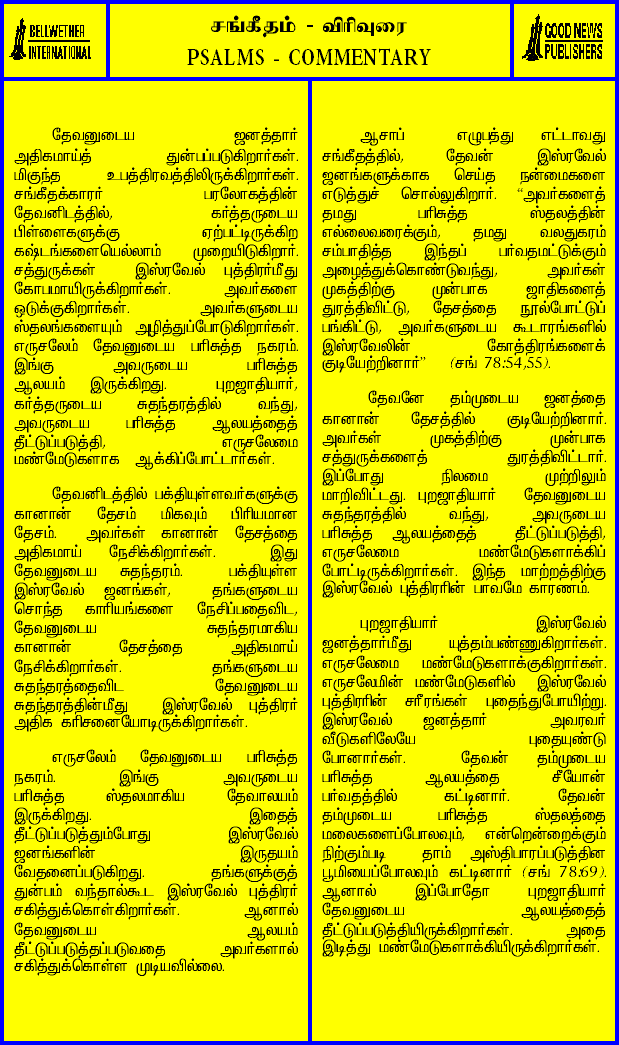 BELLWETHER
INTERNATIONAL
சங்கீதம் - விரிவுரை
PSALMS - COMMENTARY
GOOD NEWS
PUBLISHERS
தேவனுடைய ஜனத்தார்
அதிகமாய்த் துன்பப்படுகிறார்கள்.
மிகுந்த உபத்திரவத்திலிருக்கிறார்கள்.
சங்கீதக்காரர் பரலோகத்தின்
தேவனிடத்தில், கர்த்தருடைய
பிள்ளைகளுக்கு ஏற்பட்டிருக்கிற
கஷ்டங்களையெல்லாம் முறையிடுகிறார்.
சத்துருக்கள் இஸ்ரவேல் புத்திரர்மீது
கோபமாயிருக்கிறார்கள். அவர்களை
ஒடுக்குகிறார்கள். அவர்களுடைய
ஸ்தலங்களையும் அழித்துப்போடுகிறார்கள்.
எருசலேம் தேவனுடைய பரிசுத்த நகரம்.
இங்கு அவருடைய பரிசுத்த
ஆலயம் இருக்கிறது. புறஜாதியார்,
கர்த்தருடைய சுதந்தரத்தில் வந்து,
அவருடைய பரிசுத்த ஆலயத்தைத்
தீட்டுப்படுத்தி, எருசலேமை
மண்மேடுகளாக ஆக்கிப்போட்டார்கள்.
தேவனிடத்தில் பக்தியுள்ளவர்களுக்கு
கானான் தேசம் மிகவும் பிரியமான
தேசம். அவர்கள் கானான் தேசத்தை
அதிகமாய் நேசிக்கிறார்கள். இது
தேவனுடைய சுதந்தரம். பக்தியுள்ள
இஸ்ரவேல் ஜனங்கள், தங்களுடைய
சொந்த காரியங்களை நேசிப்பதைவிட,
தேவனுடைய சுதந்தரமாகிய
கானான் தேசத்தை அதிகமாய்
நேசிக்கிறார்கள். தங்களுடைய
சுதந்தரத்தைவிட தேவனுடைய
சுதந்தரத்தின்மீது இஸ்ரவேல் புத்திரர்
அதிக கரிசனையோடிருக்கிறார்கள்.
எருசலேம் தேவனுடைய பரிசுத்த
நகரம். இங்கு அவருடைய
பரிசுத்த ஸ்தலமாகிய தேவாலயம்
இருக்கிறது. இதைத்
தீட்டுப்படுத்தும்போது இஸ்ரவேல்
ஜனங்களின் இருதயம்
வேதனைப்படுகிறது. தங்களுக்குத்
துன்பம் வந்தால்கூட இஸ்ரவேல் புத்திரர்
சகித்துக்கொள்கிறார்கள். ஆனால்
தேவனுடைய ஆலயம்
தீட்டுப்படுத்தப்படுவதை அவர்களால்
சகித்துக்கொள்ள முடியவில்லை.
ஆசாப் எழுபத்து எட்டாவது
சங்கீதத்தில், தேவன் இஸ்ரவேல்
ஜனங்களுக்காக செய்த நன்மைகளை
எடுத்துச் சொல்லுகிறார். “அவர்களைத்
தமது பரிசுத்த ஸ்தலத்தின்
எல்லைவரைக்கும், தமது வலதுகரம்
சம்பாதித்த இந்தப் பர்வதமட்டுக்கும்
அழைத்துக்கொண்டுவந்து, அவர்கள்
முகத்திற்கு முன்பாக ஜாதிகளைத்
துரத்திவிட்டு, தேசத்தை நூல்போட்டுப்
பங்கிட்டு, அவர்களுடைய கூடாரங்களில்
இஸ்ரவேலின் கோத்திரங்களைக்
குடியேற்றினார்” (சங் 78:54,55).
தேவனே தம்முடைய ஜனத்தை
கானான் தேசத்தில் குடியேற்றினார்.
அவர்கள் முகத்திற்கு முன்பாக
சத்துருக்களைத் துரத்திவிட்டார்.
இப்போது நிலமை முற்றிலும்
மாறிவிட்டது. புறஜாதியார் தேவனுடைய
சுதந்தரத்தில் வந்து, அவருடைய
பரிசுத்த ஆலயத்தைத் தீட்டுப்படுத்தி,
எருசலேமை மண்மேடுகளாக்கிப்
போட்டிருக்கிறார்கள். இந்த மாற்றத்திற்கு
இஸ்ரவேல் புத்திரரின் பாவமே காரணம்.
புறஜாதியார் இஸ்ரவேல்
ஜனத்தார்மீது யுத்தம்பண்ணுகிறார்கள்.
எருசலேமை மண்மேடுகளாக்குகிறார்கள்.
எருசலேமின் மண்மேடுகளில் இஸ்ரவேல்
புத்திரரின் சரீரங்கள் புதைந்துபோயிற்று.
இஸ்ரவேல் ஜனத்தார் அவரவர்
வீடுகளிலேயே புதையுண்டு
போனார்கள். தேவன் தம்முடைய
பரிசுத்த ஆலயத்தை சீயோன்
பர்வதத்தில் கட்டினார். தேவன்
தம்முடைய பரிசுத்த ஸ்தலத்தை
மலைகளைப்போலவும், என்றென்றைக்கும்
நிற்கும்படி தாம் அஸ்திபாரப்படுத்தின
பூமியைப்போலவும் கட்டினார் (சங் 78:69).
ஆனால் இப்போதோ புறஜாதியார்
தேவனுடைய ஆலயத்தைத்
தீட்டுப்படுத்தியிருக்கிறார்கள். அதை
இடித்து மண்மேடுகளாக்கியிருக்கிறார்கள்.